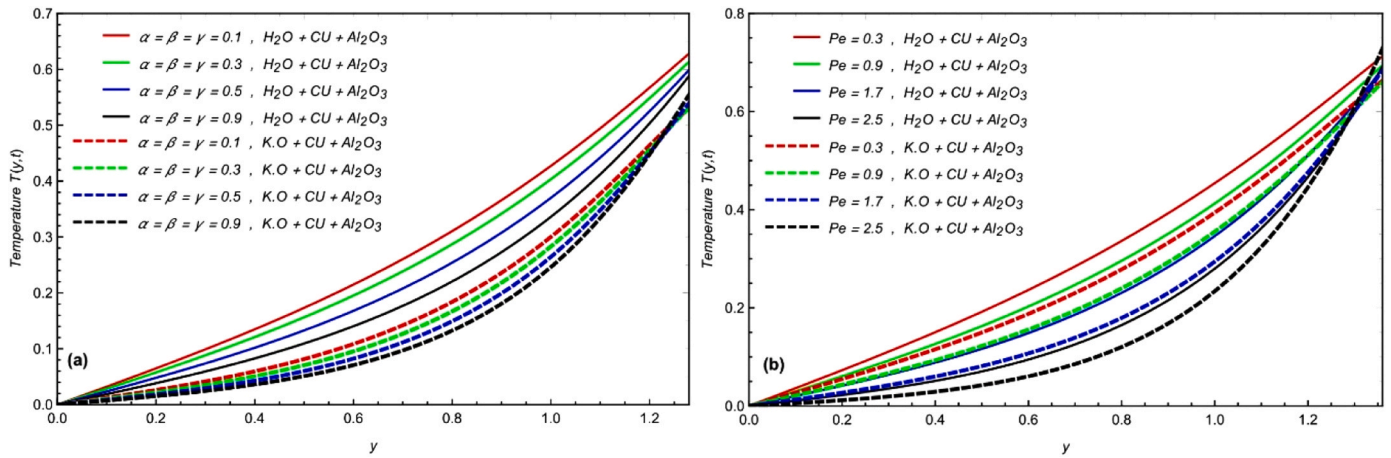 0.7
0.6
0.5
0.4
0.3
0.2
0.1
0.0
Temperature T(y,t)
α = β = γ = 0.1 , H2O + CU + Al2O3
α = β = γ = 0.3 , H2O + CU + Al2O3
α = β = γ = 0.5 , H2O + CU + Al2O3
α = β = γ = 0.9 , H2O + CU + Al2O3
α = β = γ = 0.1 , K.O + CU + Al2O3
α = β = γ = 0.3 , K.O + CU + Al2O3
α = β = γ = 0.5 , K.O + CU + Al2O3
α = β = γ = 0.9 , K.O + CU + Al2O3
(a)
0.0 0.2 0.4 0.6 0.8 1.0 1.2
y
0.8
0.6
0.4
0.2
0.0
Temperature T(y,t)
Pe = 0.3 , H2O + CU + Al2O3
Pe = 0.9 , H2O + CU + Al2O3
Pe = 1.7 , H2O + CU + Al2O3
Pe = 2.5 , H2O + CU + Al2O3
Pe = 0.3 , K.O + CU + Al2O3
Pe = 0.9 , K.O + CU + Al2O3
Pe = 1.7 , K.O + CU + Al2O3
Pe = 2.5 , K.O + CU + Al2O3
(b)
0.0 0.2 0.4 0.6 0.8 1.0 1.2
y